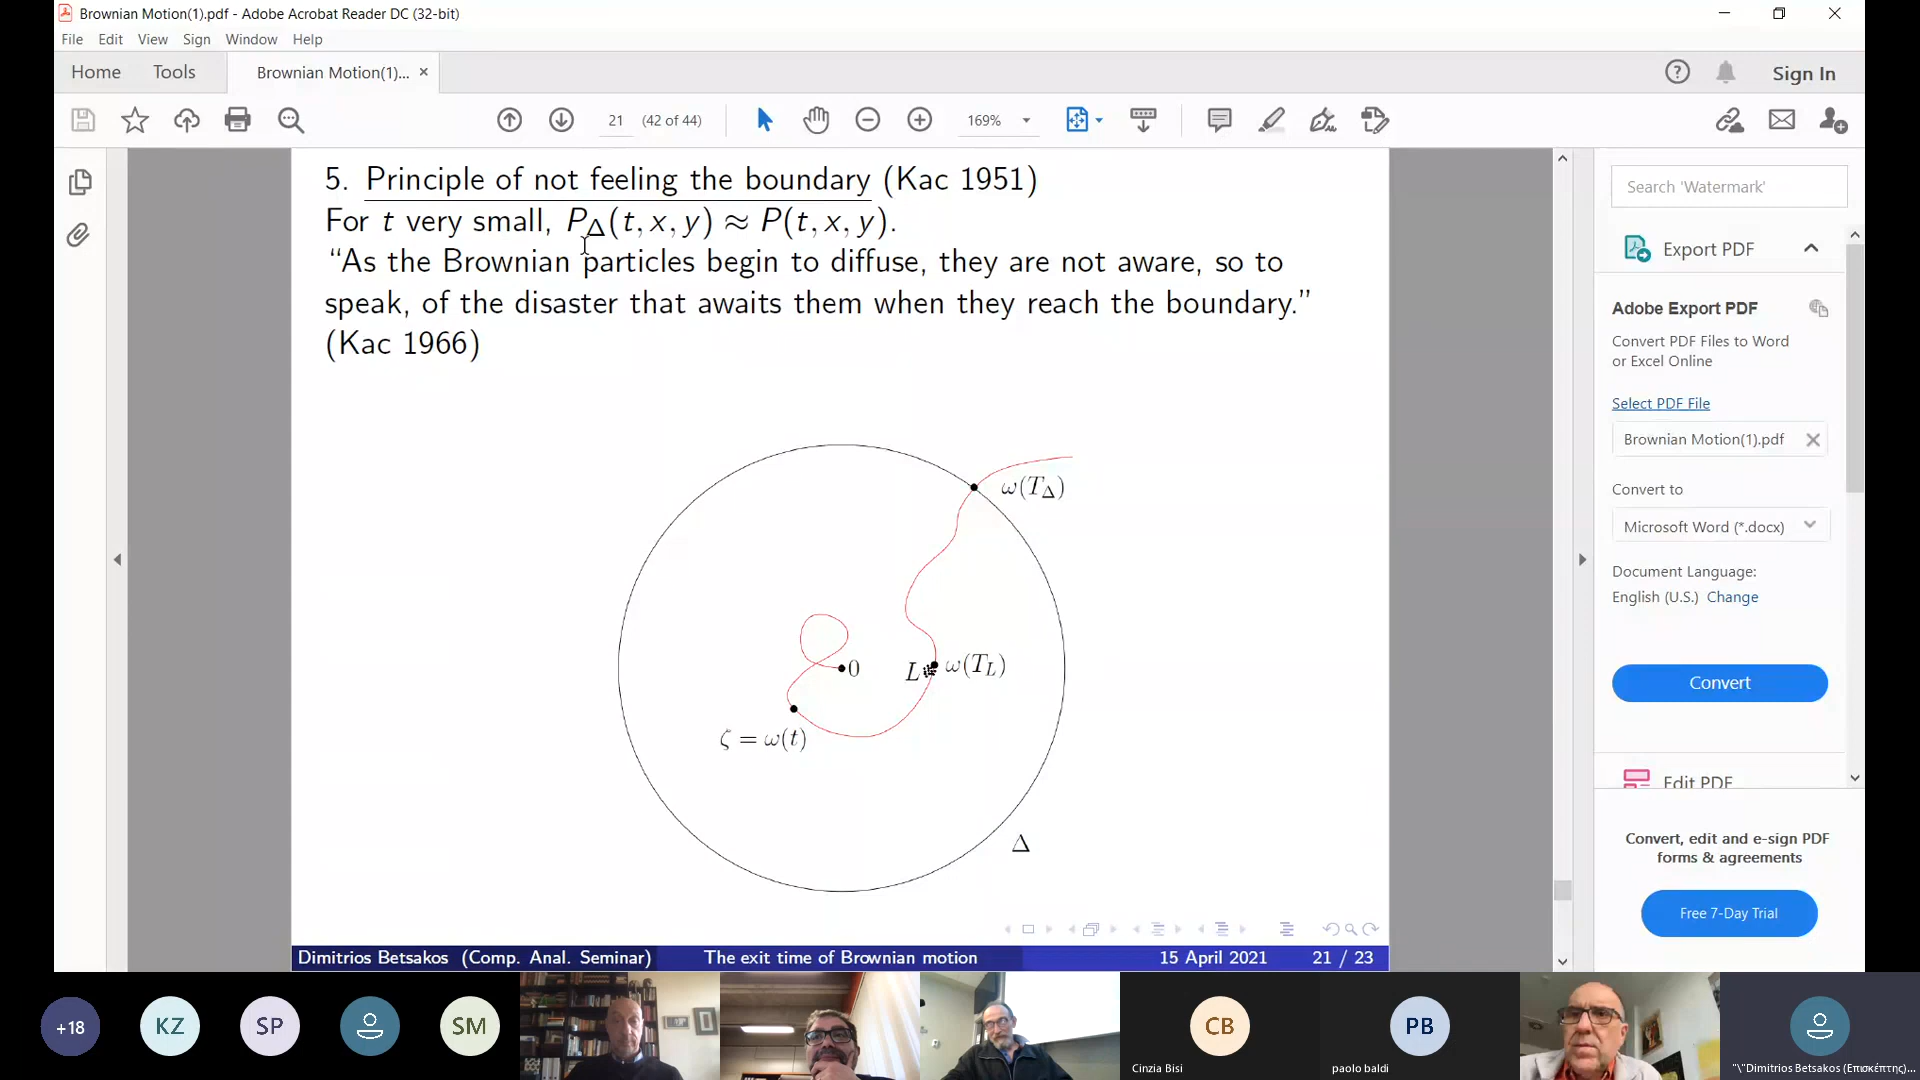 Brownian Motion(1).pdf - Adobe Acrobat Reader DC (32-bit)
File Edit View Sign Window Help
Home Tools Brownian Motion(1)... × Sign In
21 (42 of 44) 169%
5. Principle of not feeling the boundary (Kac 1951)
For t very small, P_Δ(t, x, y) ≈ P(t, x, y).
“As the Brownian particles begin to diffuse, they are not aware, so to
speak, of the disaster that awaits them when they reach the boundary.”
(Kac 1966)
ω(T_Δ)
0
L
ω(T_L)
ζ = ω(t)
Δ
Dimitrios Betsakos (Comp. Anal. Seminar) The exit time of Brownian motion 15 April 2021 21 / 23
Search 'Watermark'
Export PDF
Adobe Export PDF
Convert PDF Files to Word
or Excel Online
Select PDF File
Brownian Motion(1).pdf
Convert to
Microsoft Word (*.docx)
Document Language:
English (U.S.) Change
Convert
Edit PDF
Convert, edit and e-sign PDF
forms & agreements
Free 7-Day Trial
+18 KZ SP SM CB PB
Cinzia Bisi
paolo baldi
"\"Dimitrios Betsakos (Επισκέπτης)...